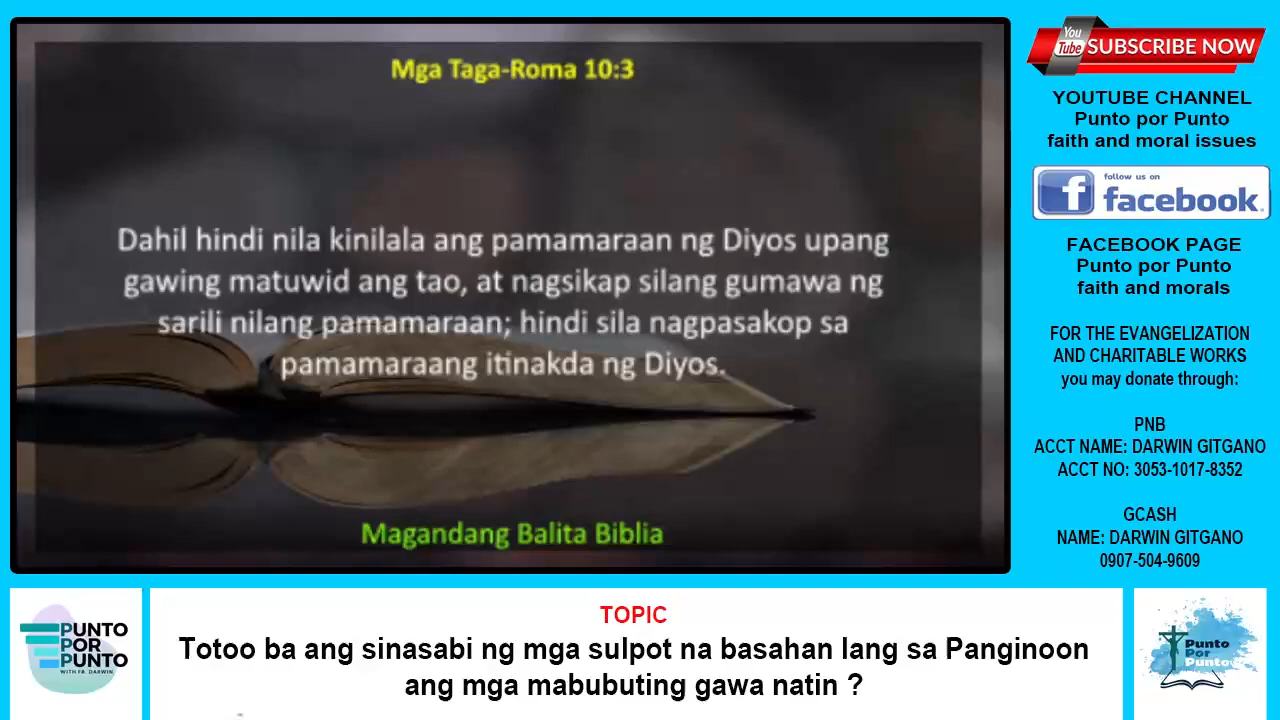 Mga Taga-Roma 10:3
Dahil hindi nila kinilala ang pamamaraan ng Diyos upang
gawing matuwid ang tao, at nagsikap silang gumawa ng
sarili nilang pamamaraan; hindi sila nagpasakop sa
pamamaraang itinakda ng Diyos.
Magandang Balita Biblia
You
Tube SUBSCRIBE NOW
YOUTUBE CHANNEL
Punto por Punto
faith and moral issues
follow us on
facebook
FACEBOOK PAGE
Punto por Punto
faith and morals
FOR THE EVANGELIZATION
AND CHARITABLE WORKS
you may donate through:
PNB
ACCT NAME: DARWIN GITGANO
ACCT NO: 3053-1017-8352
GCASH
NAME: DARWIN GITGANO
0907-504-9609
PUNTO
POR
PUNTO
WITH FR. DARWIN
TOPIC
Totoo ba ang sinasabi ng mga sulpot na basahan lang sa Panginoon
ang mga mabubuting gawa natin ?
Punto
Por
Punto